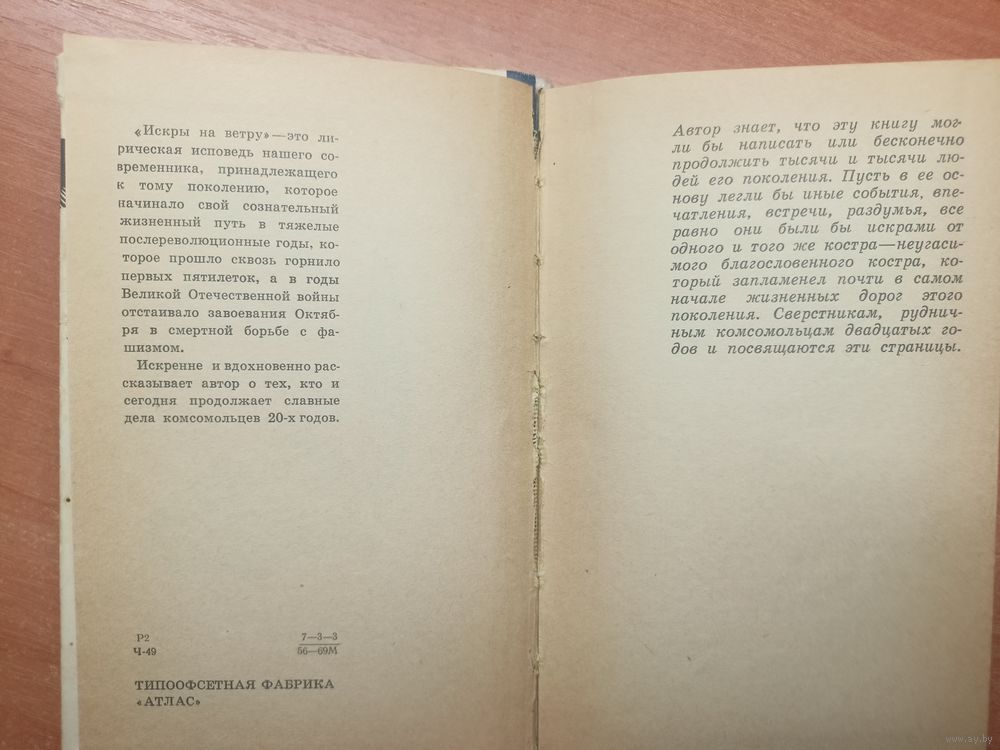 «Искры на ветру»—это ли-
рическая исповедь нашего со-
временника, принадлежащего
к тому поколению, которое
начинало свой сознательный
жизненный путь в тяжелые
послереволюционные годы, ко-
торое прошло сквозь горнило
первых пятилеток, а в годы
Великой Отечественной войны
отстаивало завоевания Октяб-
ря в смертной борьбе с фа-
шизмом.
Искренне и вдохновенно рас-
сказывает автор о тех, кто и
сегодня продолжает славные
дела комсомольцев 20-х годов.
Р2
Ч-49
7—3—3
56—69М
ТИПООФСЕТНАЯ ФАБРИКА
«АТЛАС»
Автор знает, что эту книгу мог-
ли бы написать или бесконечно
продолжить тысячи и тысячи лю-
дей его поколения. Пусть в ее ос-
нову легли бы иные события, впе-
чатления, встречи, раздумья, все
равно они были бы искрами от
одного и того же костра—неугаси-
мого благословенного костра, ко-
торый запламенел почти в самом
начале жизненных дорог этого
поколения. Сверстникам, руднич-
ным комсомольцам двадцатых го-
дов и посвящаются эти страницы.
www.ay.by